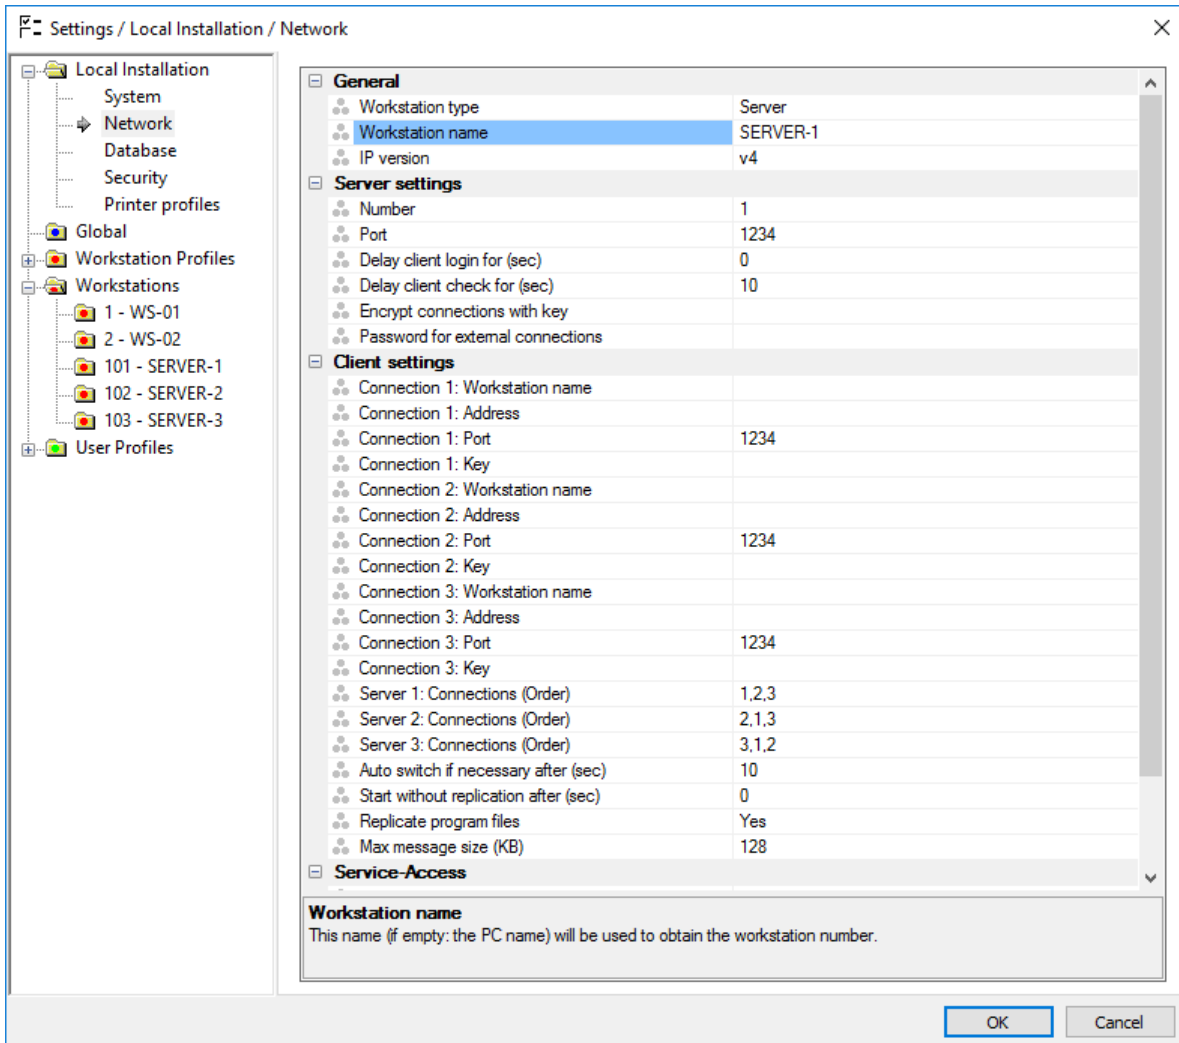 Settings / Local Installation / Network
Local Installation
System
Network
Database
Security
Printer profiles
Global
Workstation Profiles
Workstations
1 - WS-01
2 - WS-02
101 - SERVER-1
102 - SERVER-2
103 - SERVER-3
User Profiles
General
Workstation type Server
Workstation name SERVER-1
IP version v4
Server settings
Number 1
Port 1234
Delay client login for (sec) 0
Delay client check for (sec) 10
Encrypt connections with key
Password for external connections
Client settings
Connection 1: Workstation name
Connection 1: Address
Connection 1: Port 1234
Connection 1: Key
Connection 2: Workstation name
Connection 2: Address
Connection 2: Port 1234
Connection 2: Key
Connection 3: Workstation name
Connection 3: Address
Connection 3: Port 1234
Connection 3: Key
Server 1: Connections (Order) 1,2,3
Server 2: Connections (Order) 2,1,3
Server 3: Connections (Order) 3,1,2
Auto switch if necessary after (sec) 10
Start without replication after (sec) 0
Replicate program files Yes
Max message size (KB) 128
Service-Access
Workstation name
This name (if empty: the PC name) will be used to obtain the workstation number.
OK Cancel